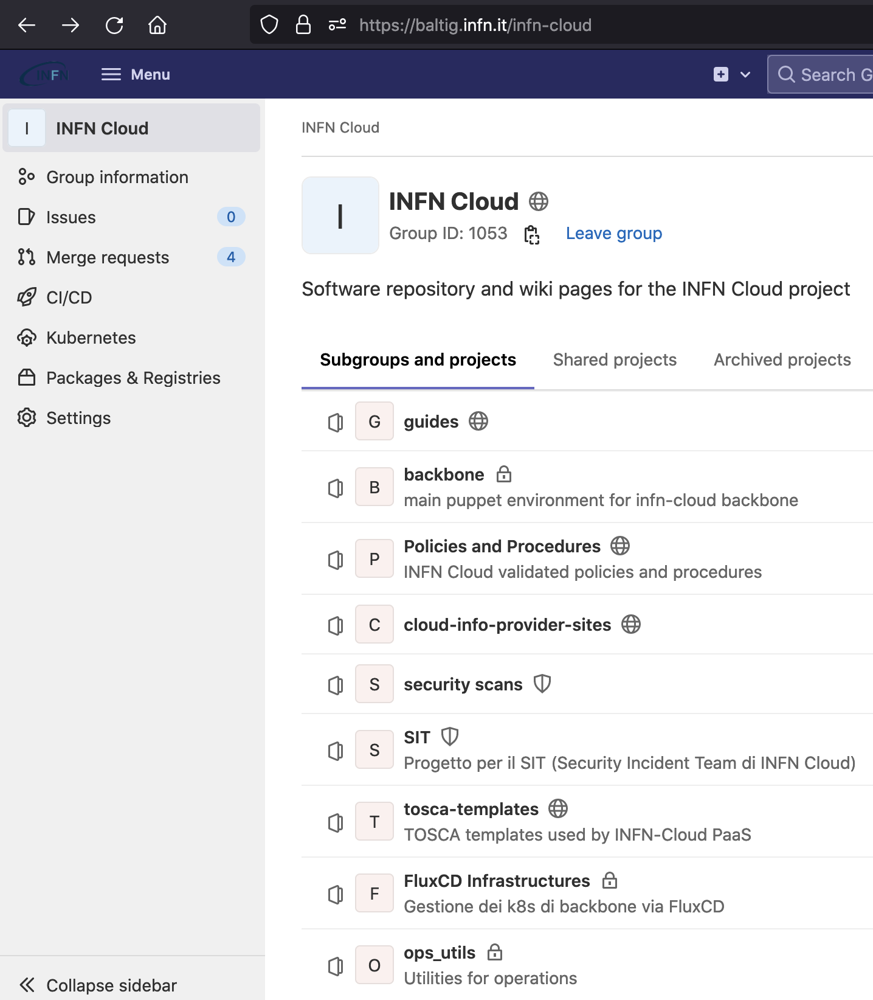 https://baltig.infn.it/infn-cloud
INFN
Menu
Search G
I
INFN Cloud
Group information
Issues
0
Merge requests
4
CI/CD
Kubernetes
Packages & Registries
Settings
Collapse sidebar
INFN Cloud
I
INFN Cloud
Group ID: 1053
Leave group
Software repository and wiki pages for the INFN Cloud project
Subgroups and projects
Shared projects
Archived projects
G
guides
B
backbone
main puppet environment for infn-cloud backbone
P
Policies and Procedures
INFN Cloud validated policies and procedures
C
cloud-info-provider-sites
S
security scans
S
SIT
Progetto per il SIT (Security Incident Team di INFN Cloud)
T
tosca-templates
TOSCA templates used by INFN-Cloud PaaS
F
FluxCD Infrastructures
Gestione dei k8s di backbone via FluxCD
O
ops_utils
Utilities for operations